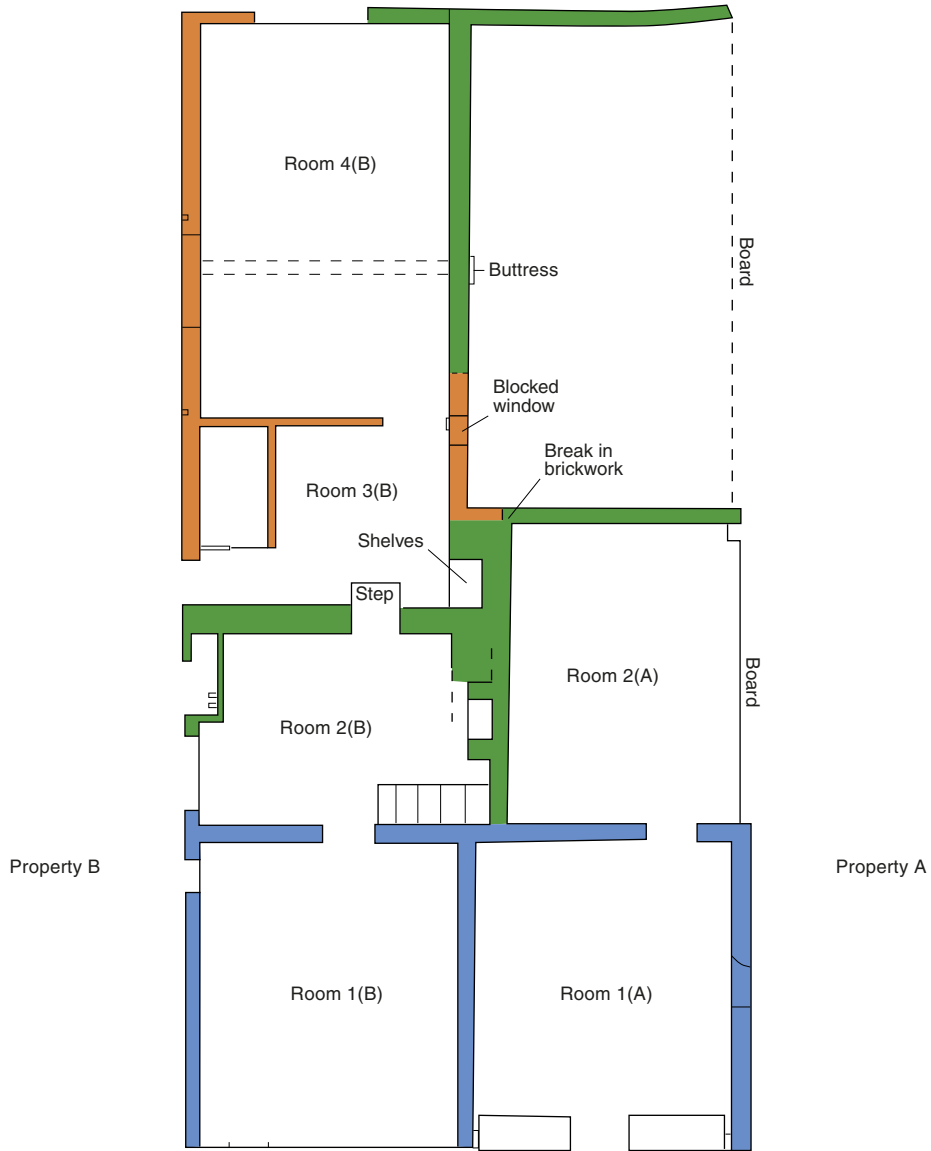 Room 4(B)
Board
Buttress
Blocked
window
Break in
brickwork
Room 3(B)
Shelves
Step
Room 2(A)
Board
Room 2(B)
Property B
Property A
Room 1(B)
Room 1(A)